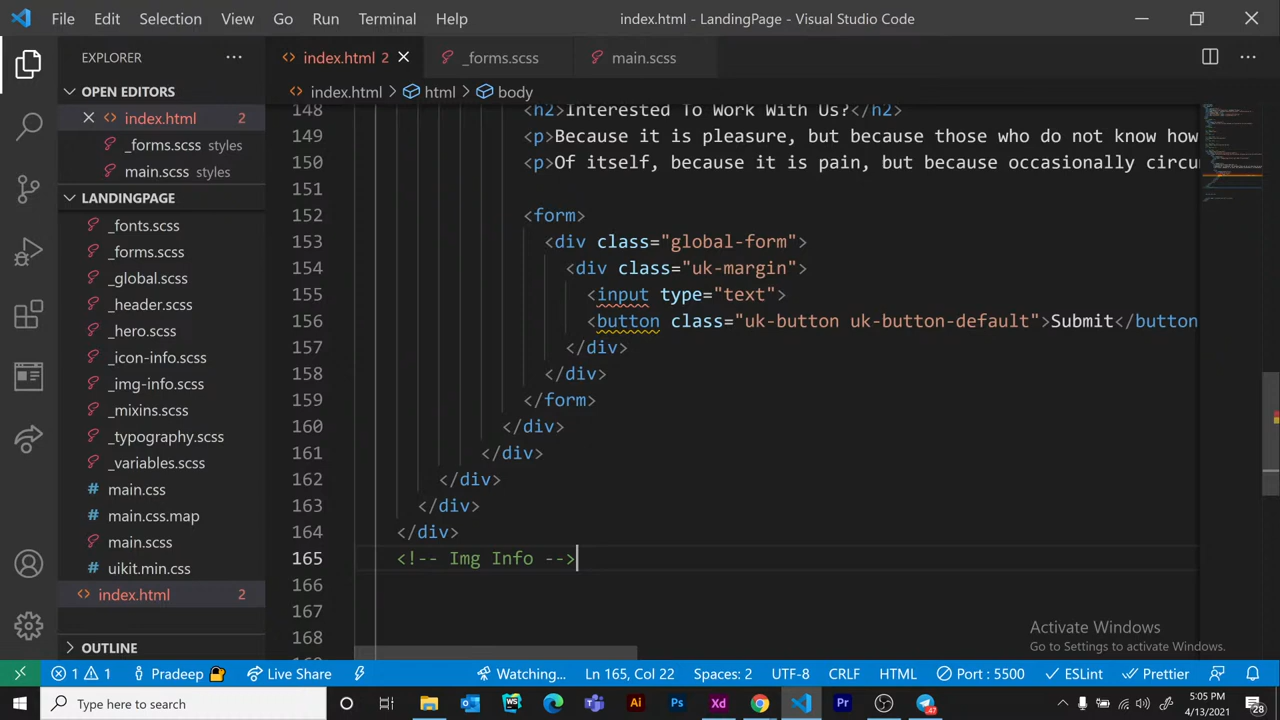 File Edit Selection View Go Run Terminal Help
index.html - LandingPage - Visual Studio Code
EXPLORER
OPEN EDITORS
index.html 2
_forms.scss styles
main.scss styles
LANDINGPAGE
_fonts.scss
_forms.scss
_global.scss
_header.scss
_hero.scss
_icon-info.scss
_img-info.scss
_mixins.scss
_typography.scss
_variables.scss
main.css
main.css.map
main.scss
uikit.min.css
index.html 2
OUTLINE
index.html 2 _forms.scss main.scss
index.html > html > body
148 <h2>Interested To Work With Us?</h2>
149 <p>Because it is pleasure, but because those who do not know how
150 <p>Of itself, because it is pain, but because occasionally circu
151
152 <form>
153 <div class="global-form">
154 <div class="uk-margin">
155 <input type="text">
156 <button class="uk-button uk-button-default">Submit</button
157 </div>
158 </div>
159 </form>
160 </div>
161 </div>
162 </div>
163 </div>
164 </div>
165 <!-- Img Info -->
166
167
168
Activate Windows
Go to Settings to activate Windows.
1 1 Pradeep Live Share Watching... Ln 165, Col 22 Spaces: 2 UTF-8 CRLF HTML Port : 5500 ESLint Prettier
Type here to search
47
5:05 PM
4/13/2021
28